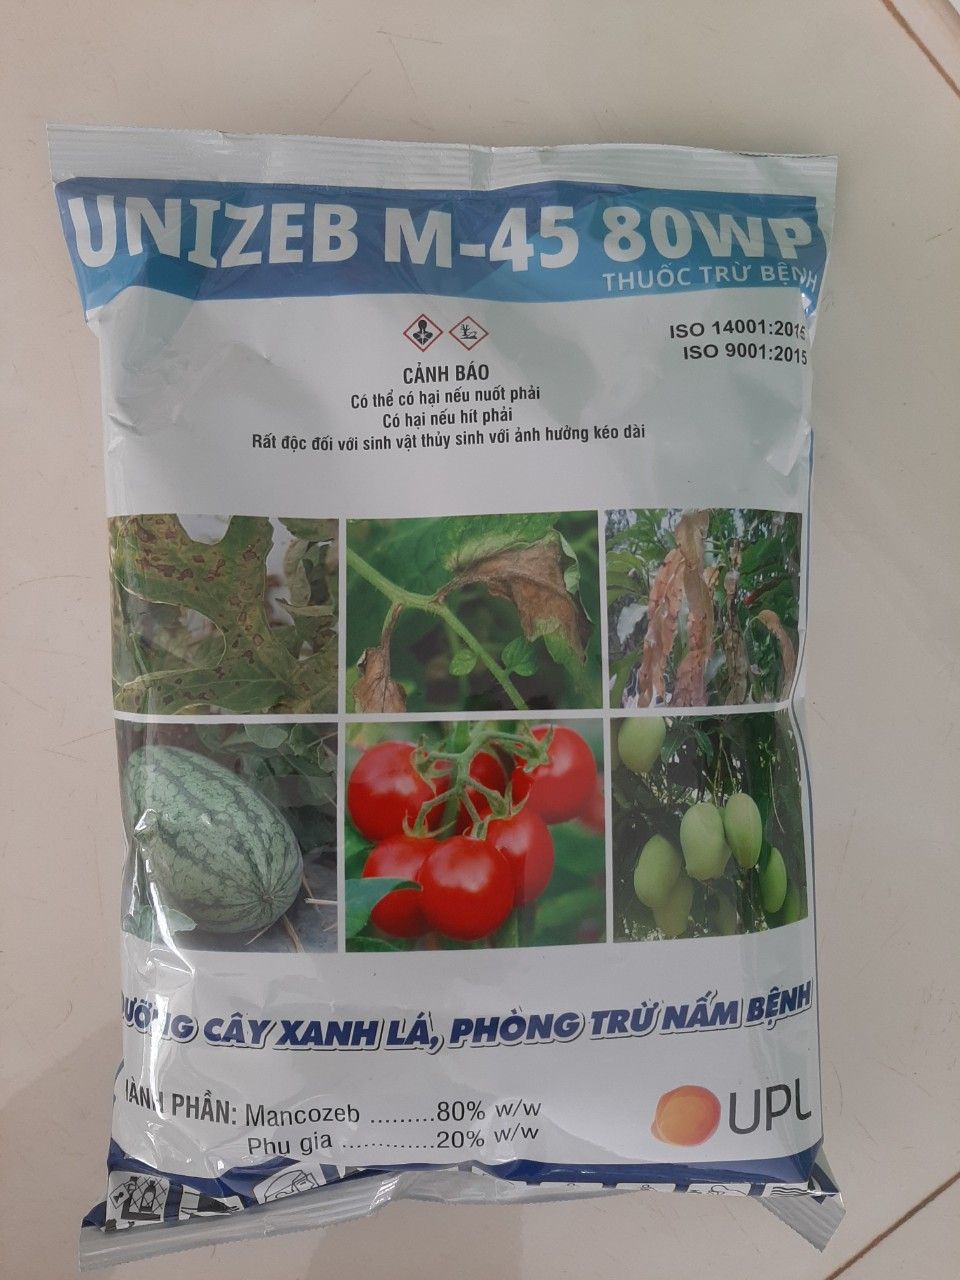 UNIZEB M-45 80WP
THUỐC TRỪ BỆNH
ISO 14001:2015
ISO 9001:2015
CẢNH BÁO
Có thể có hại nếu nuốt phải
Có hại nếu hít phải
Rất độc đối với sinh vật thủy sinh với ảnh hưởng kéo dài
CÂY XANH LÁ, PHÒNG TRỪ NẤM BỆNH
PHẦN: Mancozeb .........80% w/w
Phụ gia .............20% w/w
UPL